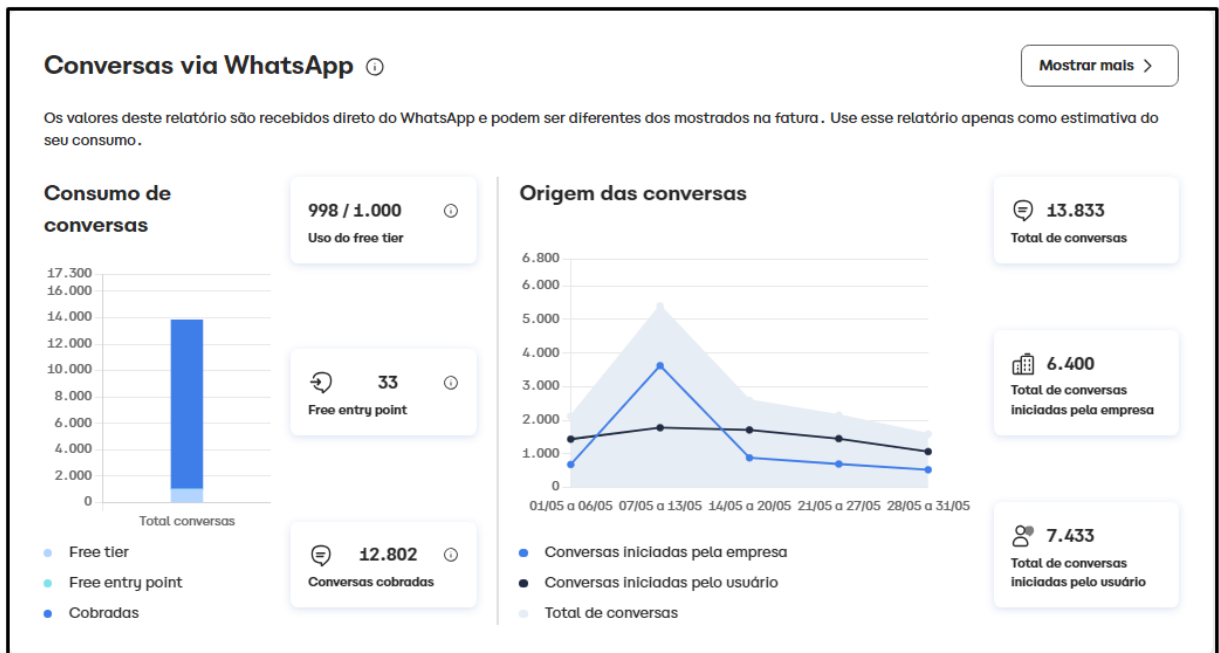 Conversas via WhatsApp
Mostrar mais >
Os valores deste relatório são recebidos direto do WhatsApp e podem ser diferentes dos mostrados na fatura. Use esse relatório apenas como estimativa do
seu consumo.
Consumo de
conversas
998 / 1.000
Uso do free tier
17.300
16.000
14.000
12.000
10.000
8.000
6.000
4.000
2.000
0
Total conversas
33
Free entry point
12.802
Conversas cobradas
Free tier
Free entry point
Cobradas
Origem das conversas
6.800
6.000
5.000
4.000
3.000
2.000
1.000
0
01/05 a 06/05 07/05 a 13/05 14/05 a 20/05 21/05 a 27/05 28/05 a 31/05
Conversas iniciadas pela empresa
Conversas iniciadas pelo usuário
Total de conversas
13.833
Total de conversas
6.400
Total de conversas
iniciadas pela empresa
7.433
Total de conversas
iniciadas pelo usuário